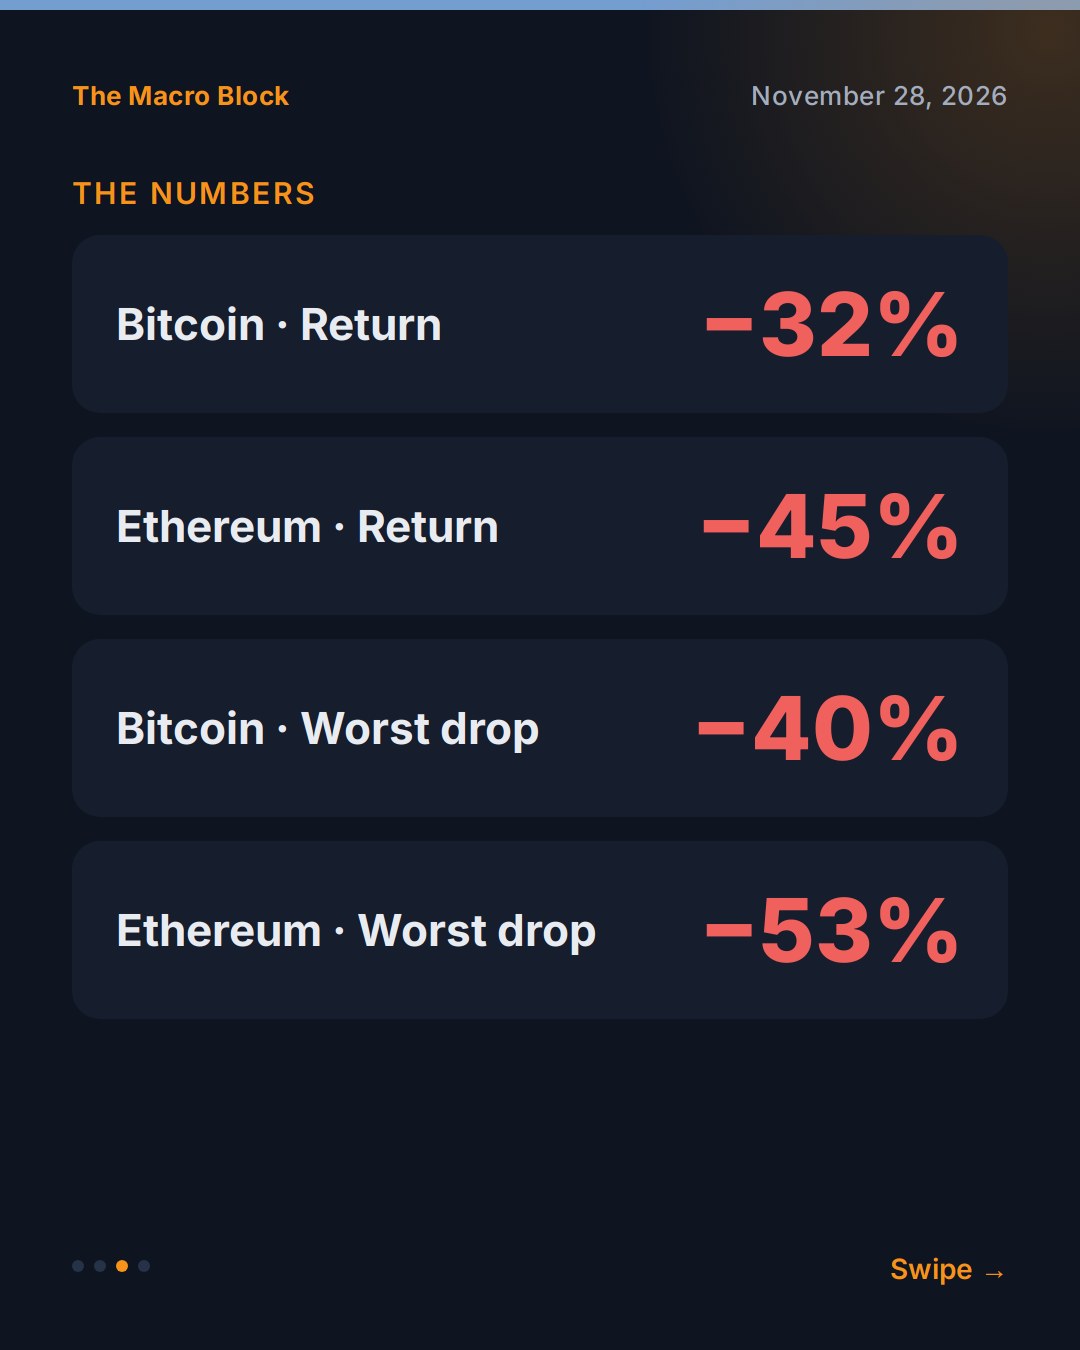 The Macro Block
November 28, 2026
THE NUMBERS
Bitcoin · Return
−32%
Ethereum · Return
−45%
Bitcoin · Worst drop
−40%
Ethereum · Worst drop
−53%
Swipe →